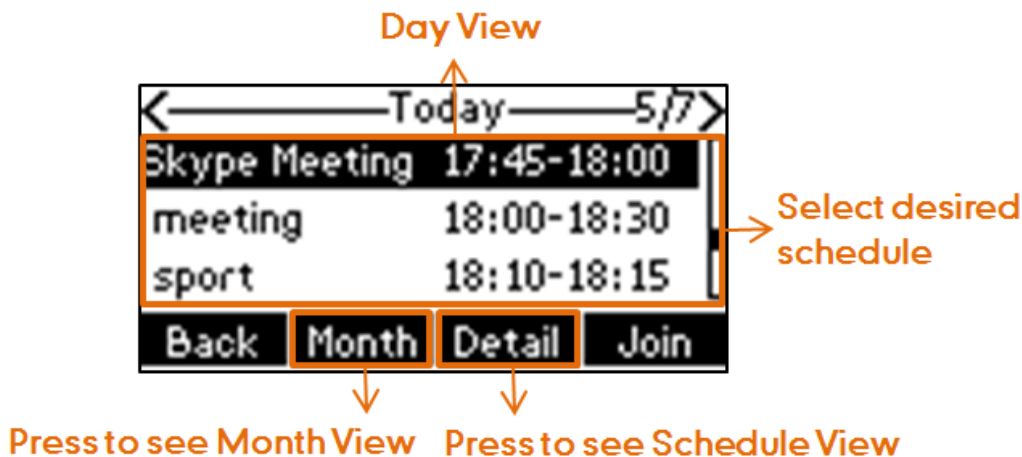 Day View
Today 5/7
Skype Meeting 17:45-18:00
meeting 18:00-18:30
sport 18:10-18:15
Select desired
schedule
Back Month Detail Join
Press to see Month View Press to see Schedule View